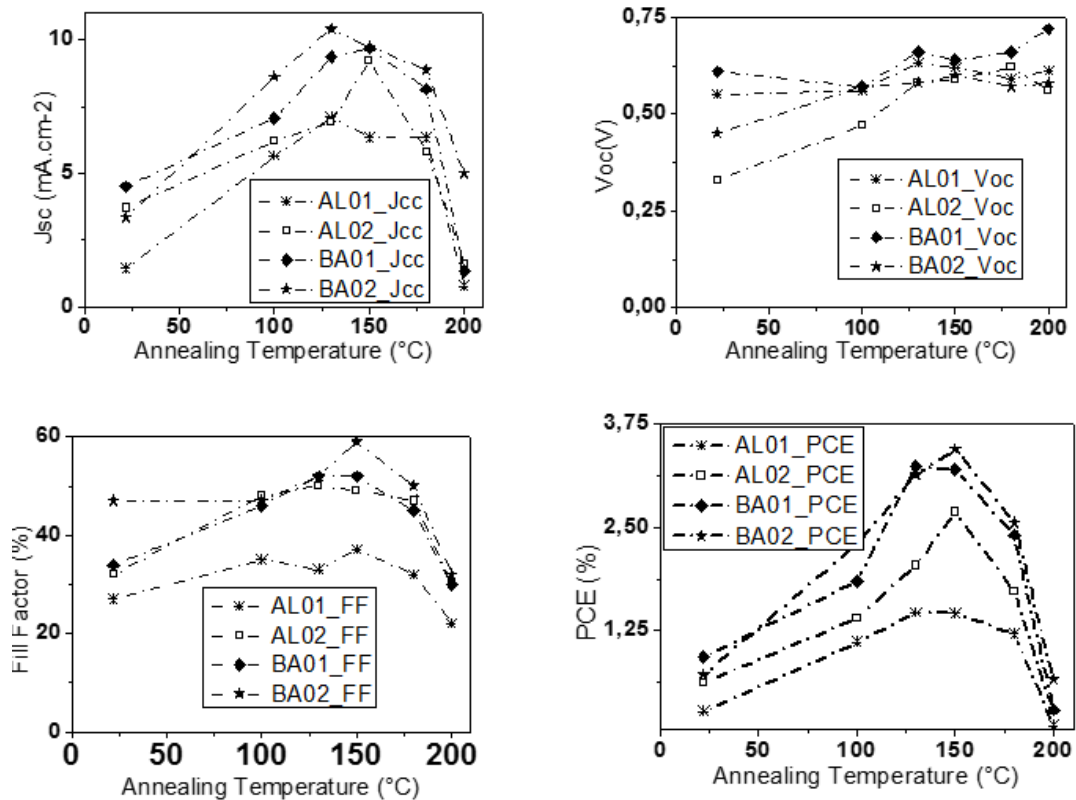 10
5
0
Jsc (mA.cm-2)
AL01_Jcc
AL02_Jcc
BA01_Jcc
BA02_Jcc
0 50 100 150 200
Annealing Temperature (°C)
0,75
0,50
0,25
0,00
Voc(V)
AL01_Voc
AL02_Voc
BA01_Voc
BA02_Voc
0 50 100 150 200
Annealing Temperature (°C)
60
40
20
0
Fill Factor (%)
AL01_FF
AL02_FF
BA01_FF
BA02_FF
0 50 100 150 200
Annealing Temperature (°C)
3,75
2,50
1,25
PCE (%)
AL01_PCE
AL02_PCE
BA01_PCE
BA02_PCE
0 50 100 150 200
Annealing Temperature (°C)